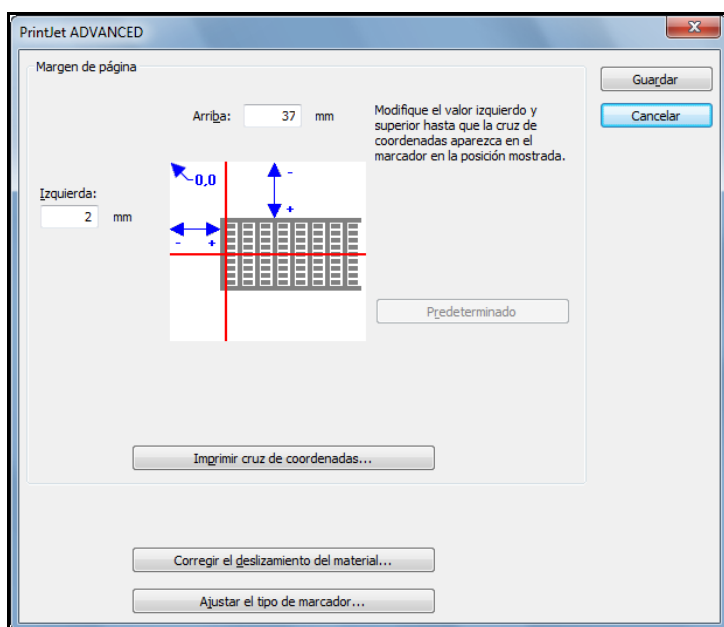 PrintJet ADVANCED
Margen de página
Guardar
Cancelar
Arriba: 37 mm
Modifique el valor izquierdo y
superior hasta que la cruz de
coordenadas aparezca en el
marcador en la posición mostrada.
Izquierda:
2 mm
0,0
-
+
- +
Predeterminado
Imprimir cruz de coordenadas...
Corregir el deslizamiento del material...
Ajustar el tipo de marcador...